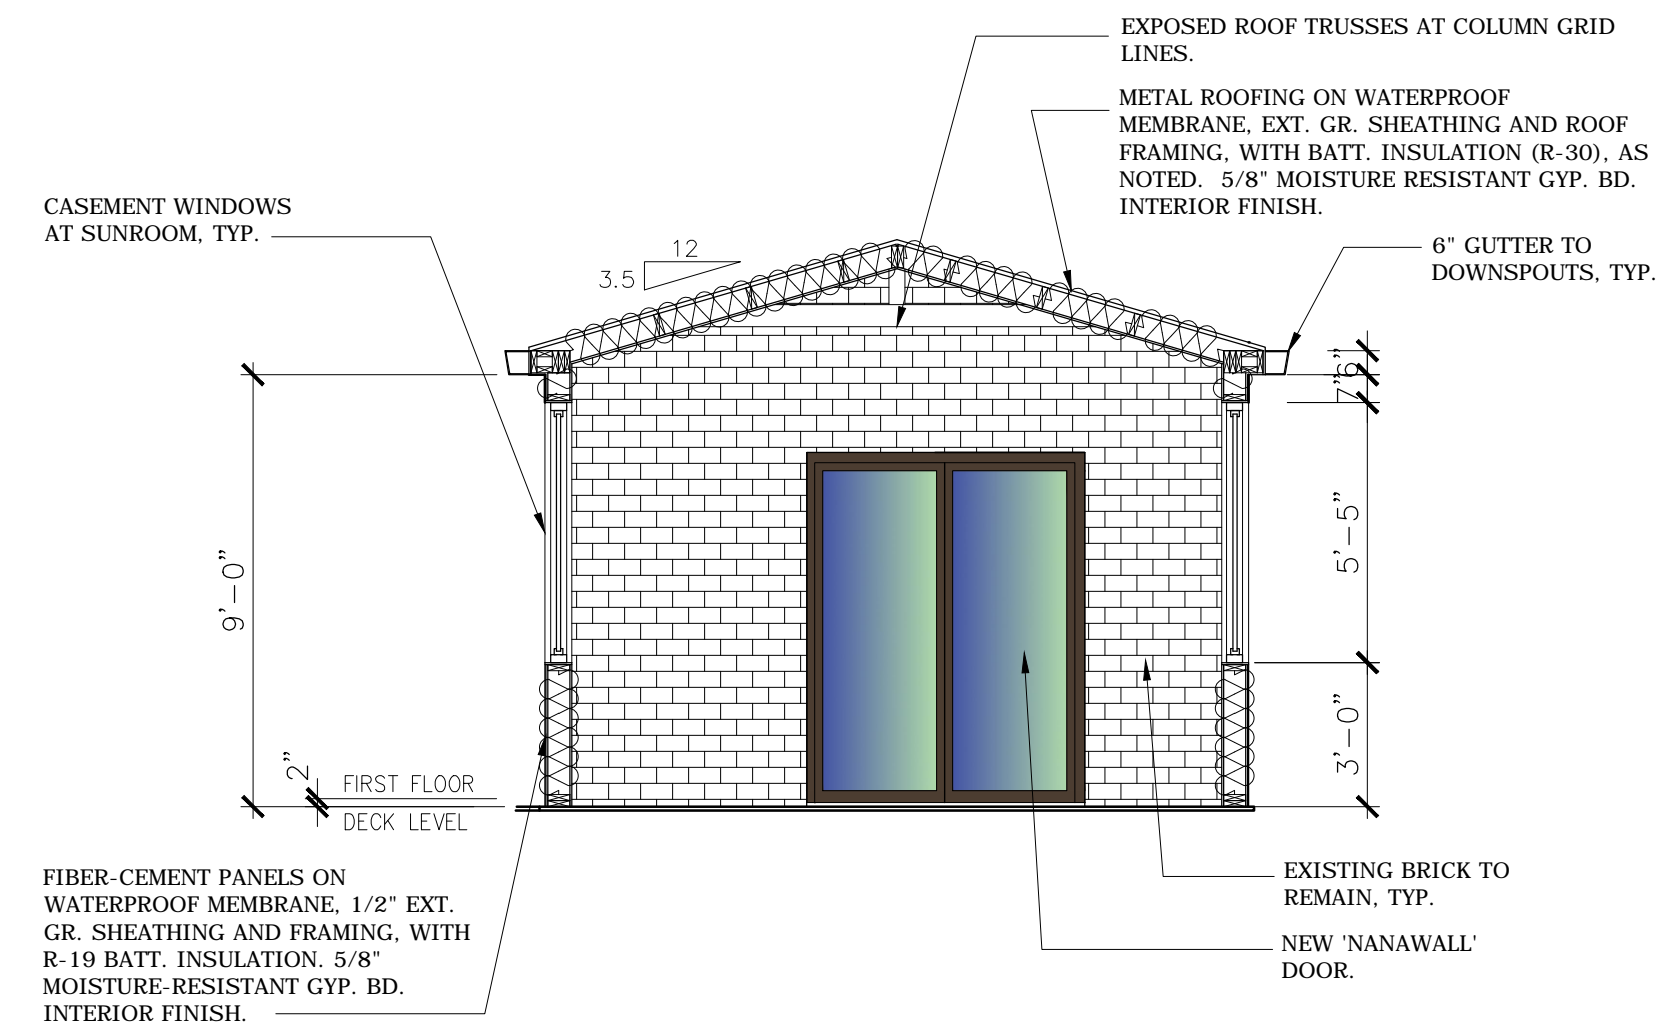 EXPOSED ROOF TRUSSES AT COLUMN GRID
LINES.
METAL ROOFING ON WATERPROOF
MEMBRANE, EXT. GR. SHEATHING AND ROOF
FRAMING, WITH BATT. INSULATION (R-30), AS
NOTED. 5/8" MOISTURE RESISTANT GYP. BD.
INTERIOR FINISH.
CASEMENT WINDOWS
AT SUNROOM, TYP.
6" GUTTER TO
DOWNSPOUTS, TYP.
12
3.5
6"
7"
5'-5"
9'-0"
3'-0"
2"
FIRST FLOOR
DECK LEVEL
FIBER-CEMENT PANELS ON
WATERPROOF MEMBRANE, 1/2" EXT.
GR. SHEATHING AND FRAMING, WITH
R-19 BATT. INSULATION. 5/8"
MOISTURE-RESISTANT GYP. BD.
INTERIOR FINISH.
EXISTING BRICK TO
REMAIN, TYP.
NEW 'NANAWALL'
DOOR.